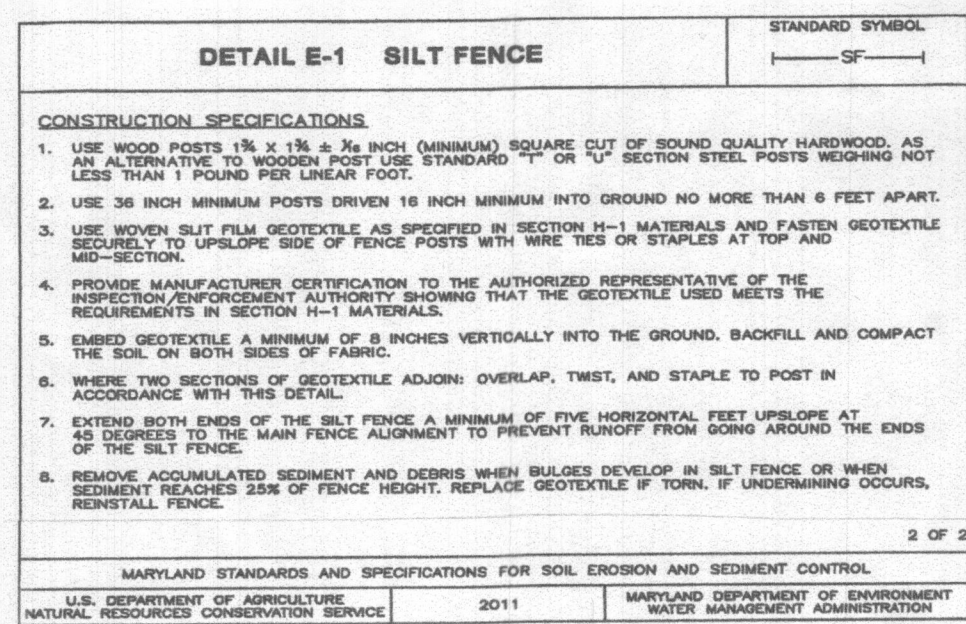 DETAIL E-1 SILT FENCE
STANDARD SYMBOL
SF
CONSTRUCTION SPECIFICATIONS
1. USE WOOD POSTS 1¾ X 1¾ ± ⅟₁₆ INCH (MINIMUM) SQUARE CUT OF SOUND QUALITY HARDWOOD. AS
AN ALTERNATIVE TO WOODEN POST USE STANDARD "T" OR "U" SECTION STEEL POSTS WEIGHING NOT
LESS THAN 1 POUND PER LINEAR FOOT.
2. USE 36 INCH MINIMUM POSTS DRIVEN 16 INCH MINIMUM INTO GROUND NO MORE THAN 6 FEET APART.
3. USE WOVEN SLIT FILM GEOTEXTILE AS SPECIFIED IN SECTION H-1 MATERIALS AND FASTEN GEOTEXTILE
SECURELY TO UPSLOPE SIDE OF FENCE POSTS WITH WIRE TIES OR STAPLES AT TOP AND
MID-SECTION.
4. PROVIDE MANUFACTURER CERTIFICATION TO THE AUTHORIZED REPRESENTATIVE OF THE
INSPECTION/ENFORCEMENT AUTHORITY SHOWING THAT THE GEOTEXTILE USED MEETS THE
REQUIREMENTS IN SECTION H-1 MATERIALS.
5. EMBED GEOTEXTILE A MINIMUM OF 8 INCHES VERTICALLY INTO THE GROUND. BACKFILL AND COMPACT
THE SOIL ON BOTH SIDES OF FABRIC.
6. WHERE TWO SECTIONS OF GEOTEXTILE ADJOIN: OVERLAP, TWIST, AND STAPLE TO POST IN
ACCORDANCE WITH THIS DETAIL.
7. EXTEND BOTH ENDS OF THE SILT FENCE A MINIMUM OF FIVE HORIZONTAL FEET UPSLOPE AT
45 DEGREES TO THE MAIN FENCE ALIGNMENT TO PREVENT RUNOFF FROM GOING AROUND THE ENDS
OF THE SILT FENCE.
8. REMOVE ACCUMULATED SEDIMENT AND DEBRIS WHEN BULGES DEVELOP IN SILT FENCE OR WHEN
SEDIMENT REACHES 25% OF FENCE HEIGHT. REPLACE GEOTEXTILE IF TORN. IF UNDERMINING OCCURS,
REINSTALL FENCE.
2 OF 2
MARYLAND STANDARDS AND SPECIFICATIONS FOR SOIL EROSION AND SEDIMENT CONTROL
U.S. DEPARTMENT OF AGRICULTURE
NATURAL RESOURCES CONSERVATION SERVICE
2011
MARYLAND DEPARTMENT OF ENVIRONMENT
WATER MANAGEMENT ADMINISTRATION